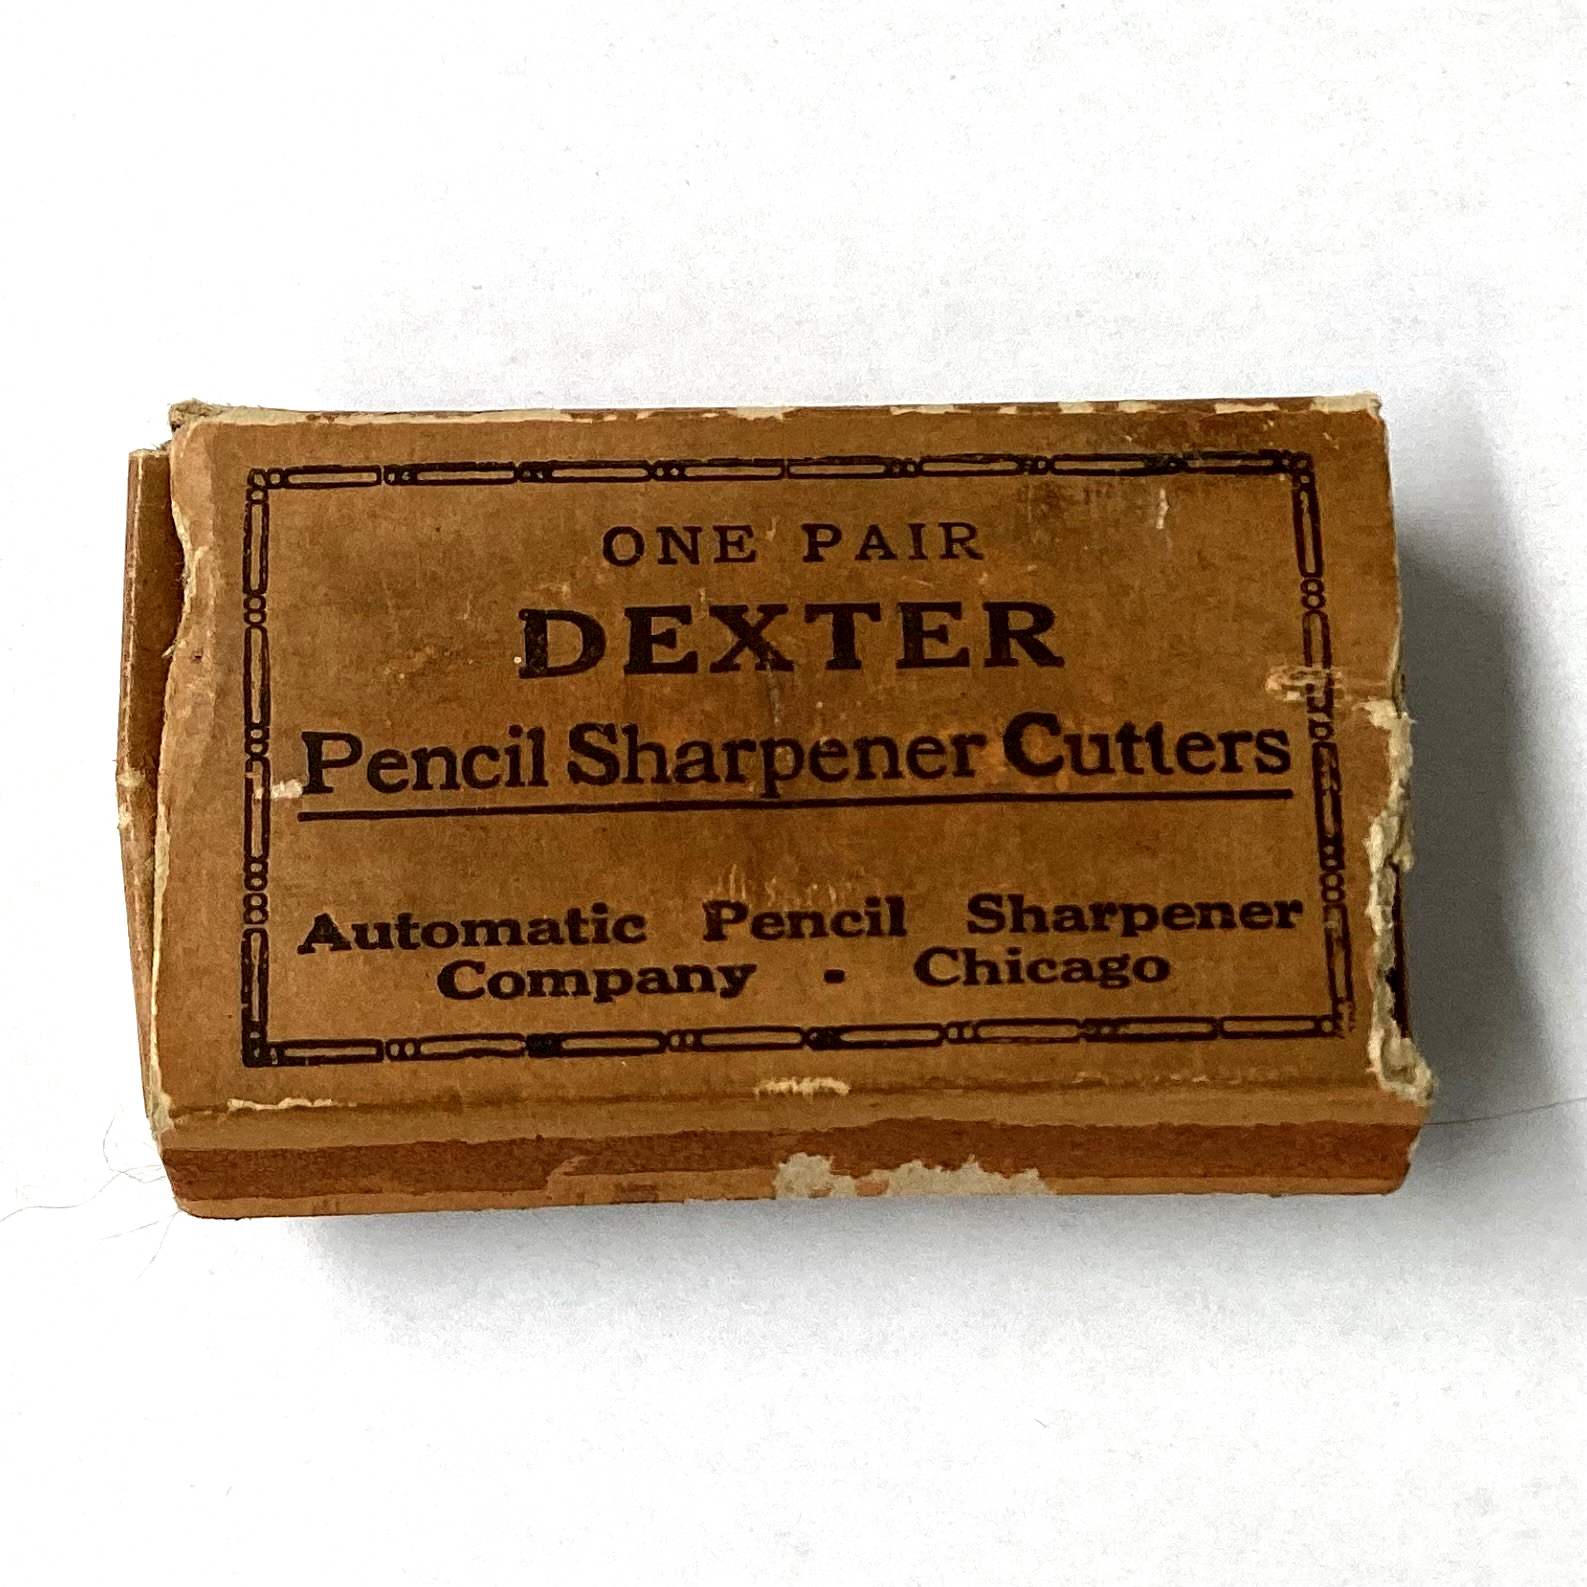 ONE PAIR
DEXTER
Pencil Sharpener Cutters
Automatic Pencil Sharpener
Company - Chicago